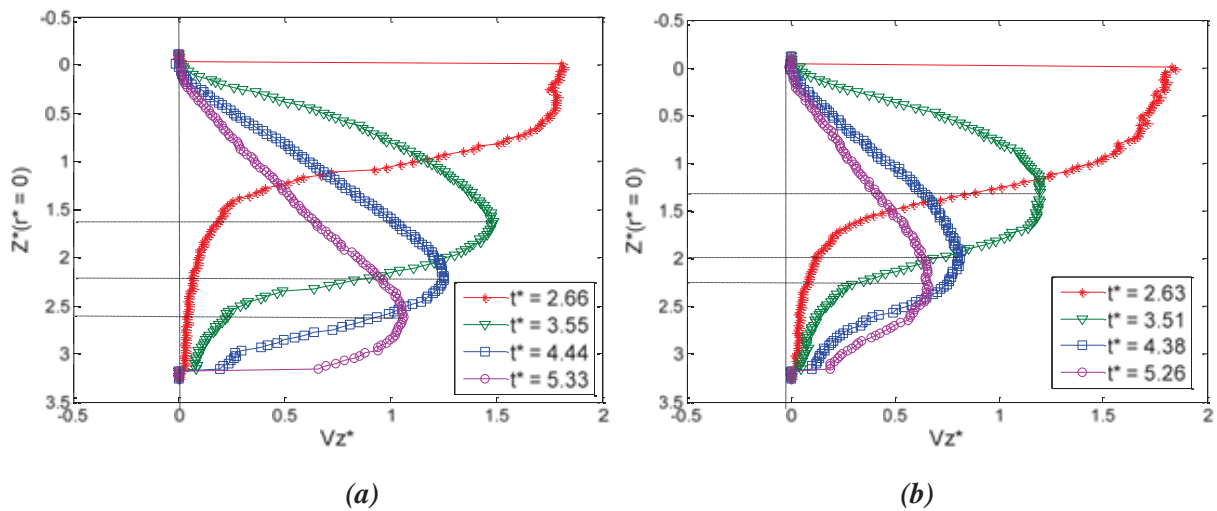 -0.5
0
0.5
1
1.5
2
2.5
3
3.5
Z*(r* = 0)
-0.5 0 0.5 1 1.5 2
Vz*
t* = 2.66
t* = 3.55
t* = 4.44
t* = 5.33
(a)
-0.5
0
0.5
1
1.5
2
2.5
3
3.5
Z*(r* = 0)
-0.5 0 0.5 1 1.5 2
Vz*
t* = 2.63
t* = 3.51
t* = 4.38
t* = 5.26
(b)